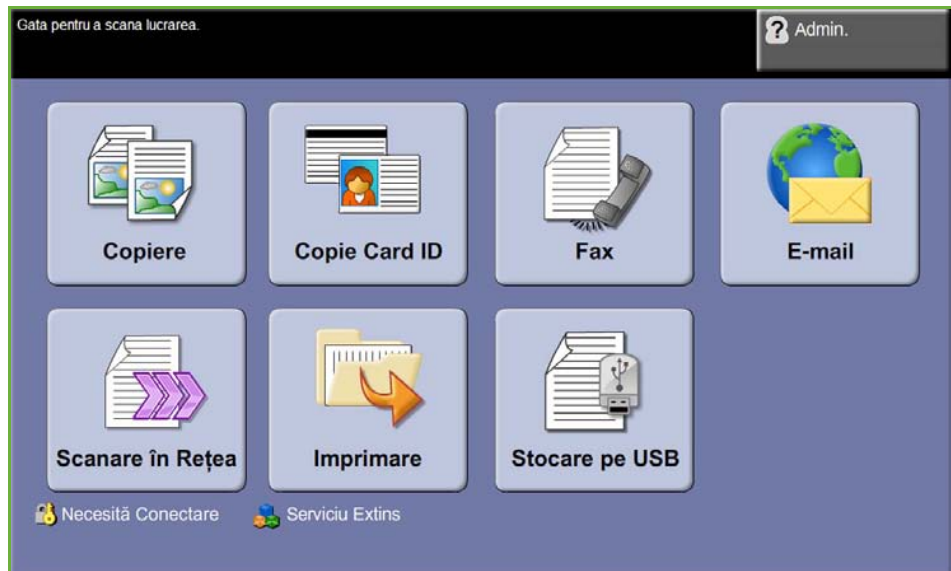 Gata pentru a scana lucrarea.
Admin.
Copiere
Copie Card ID
Fax
E-mail
Scanare în Rețea
Imprimare
Stocare pe USB
Necesită Conectare
Serviciu Extins